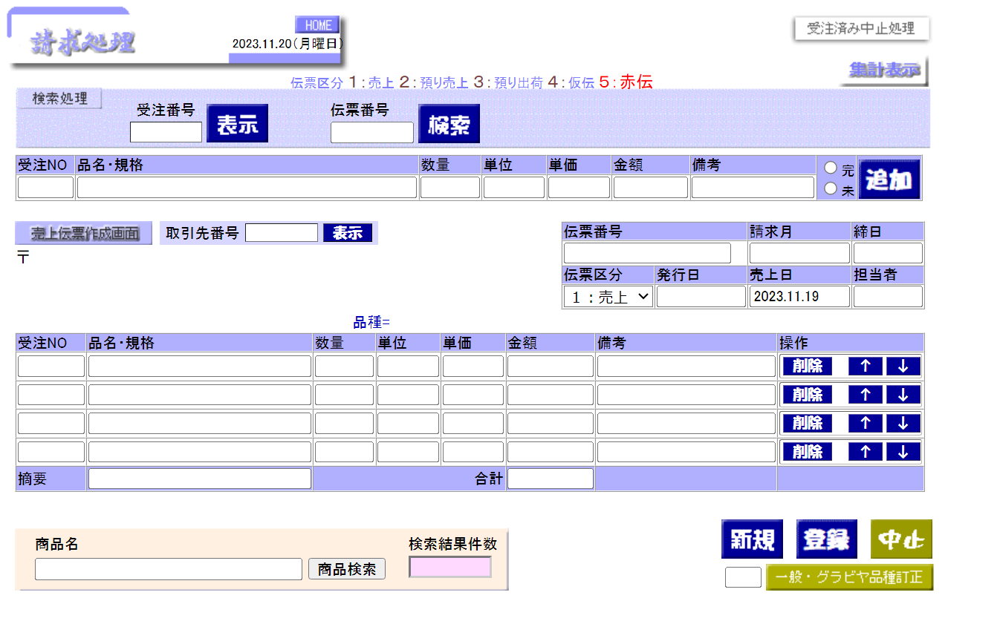 請求処理
HOME
2023.11.20(月曜日)
受注済み中止処理
集計表示
伝票区分 1:売上 2:預り売上 3:預り出荷 4:仮伝 5:赤伝
検索処理
受注番号 表示 伝票番号 検索
受注NO 品名・規格 数量 単位 単価 金額 備考 完 未 追加
売上伝票作成画面 取引先番号 表示
〒
伝票番号 請求月 締日
伝票区分 発行日 売上日 担当者
1:売上 2023.11.19
品種=
受注NO 品名・規格 数量 単位 単価 金額 備考 操作
削除 ↑ ↓
削除 ↑ ↓
削除 ↑ ↓
削除 ↑ ↓
摘要 合計
商品名 検索結果件数
商品検索
新規 登録 中止
一般・グラビヤ品種訂正